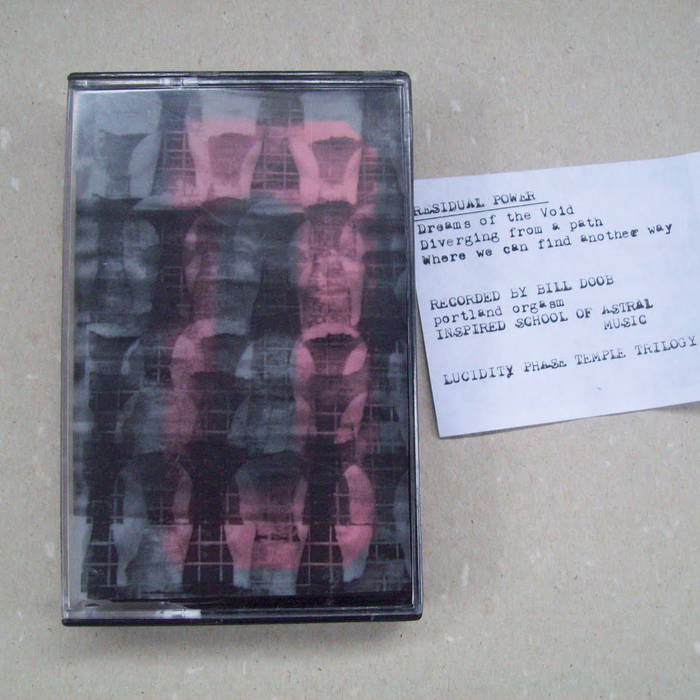 RESIDUAL POWER
Dreams of the Void
Diverging from a path
Where we can find another way
RECORDED BY BILL DOOB
portland orgasm
INSPIRED SCHOOL OF ASTRAL
MUSIC
LUCIDITy PHASE TEMPLE TRILOGY